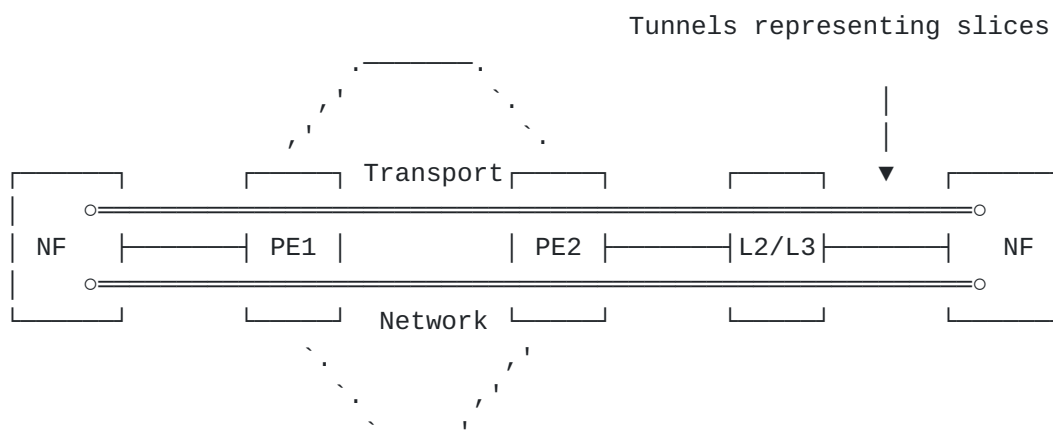 Tunnels representing slices
Transport
NF PE1 PE2 L2/L3 NF
Network